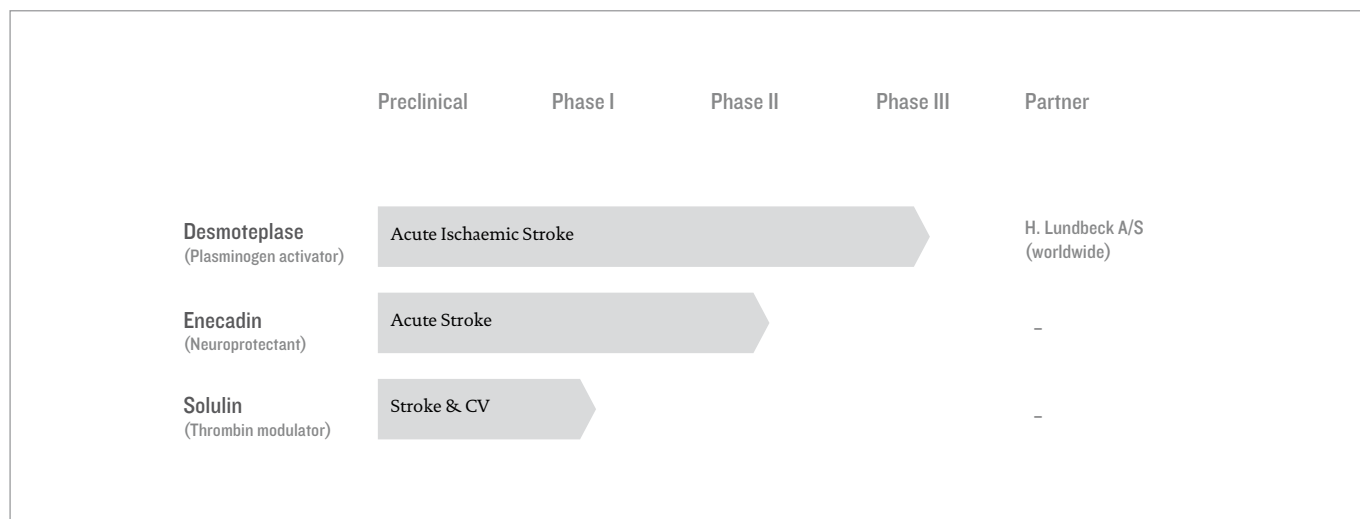 Preclinical Phase I Phase II Phase III Partner
Desmoteplase
(Plasminogen activator)
Acute Ischaemic Stroke
H. Lundbeck A/S
(worldwide)
Enecadin
(Neuroprotectant)
Acute Stroke
–
Solulin
(Thrombin modulator)
Stroke & CV
–